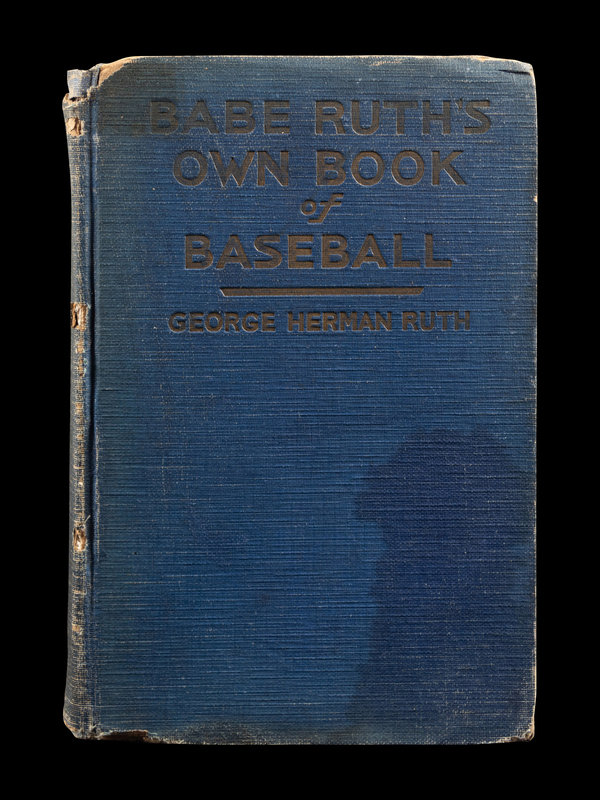 BABE RUTH'S
OWN BOOK
of
BASEBALL
GEORGE HERMAN RUTH